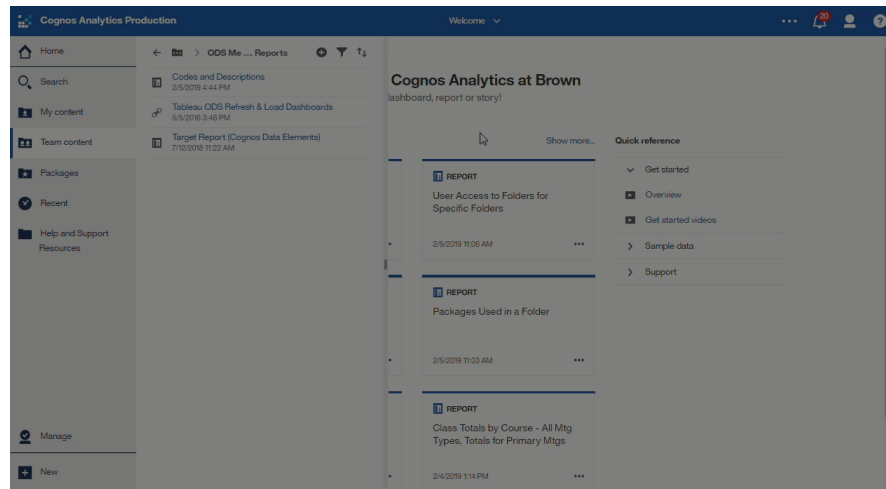 Cognos Analytics Production
Welcome
20
?
Home
Search
My content
Team content
Packages
Recent
Help and Support
Resources
Manage
New
ODS Me ... Reports
Codes and Descriptions
2/5/2019 4:44 PM
Tableau ODS Refresh & Load Dashboards
5/5/2016 3:46 PM
Target Report (Cognos Data Elements)
7/12/2018 11:22 AM
Cognos Analytics at Brown
dashboard, report or story!
Show more...
REPORT
User Access to Folders for
Specific Folders
2/5/2019 11:06 AM
REPORT
Packages Used in a Folder
2/5/2019 11:03 AM
REPORT
Class Totals by Course - All Mtg
Types, Totals for Primary Mtgs
2/4/2019 1:14 PM
Quick reference
Get started
Overview
Get started videos
Sample data
Support